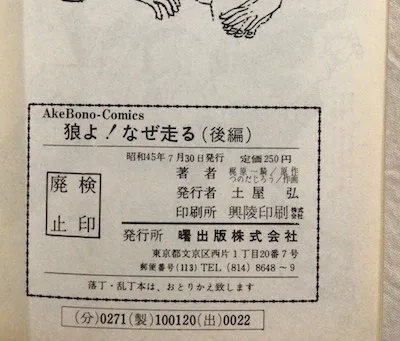 AkeBono-Comics
狼よ！なぜ走る（後編）
昭和45年7月30日発行　定価250円
検印
廃止
著者　梶原一騎／原作
つのだじろう／作画
発行者　土屋弘
印刷所　興陵印刷株式会社
発行所　曙出版株式会社
東京都文京区西片1丁目20番7号
郵便番号(113) TEL (814) 8648～9
落丁・乱丁本は、おとりかえ致します
(分)0271(製)100120(出)0022